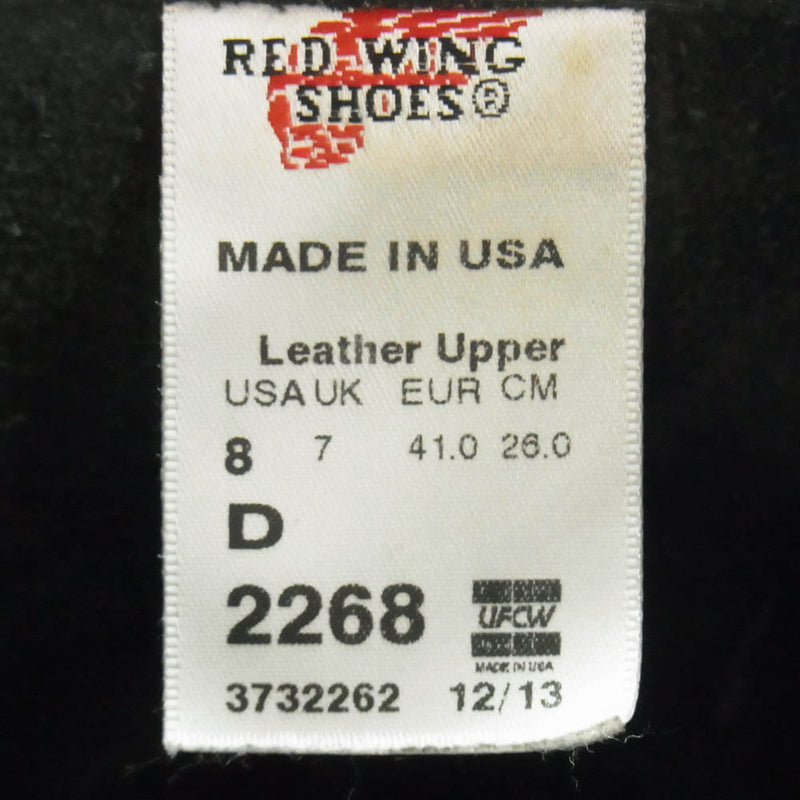 RED WING
SHOES®
MADE IN USA
Leather Upper
USA UK EUR CM
8 7 41.0 26.0
D
2268
UFCW
MADE IN USA
3732262 12/13